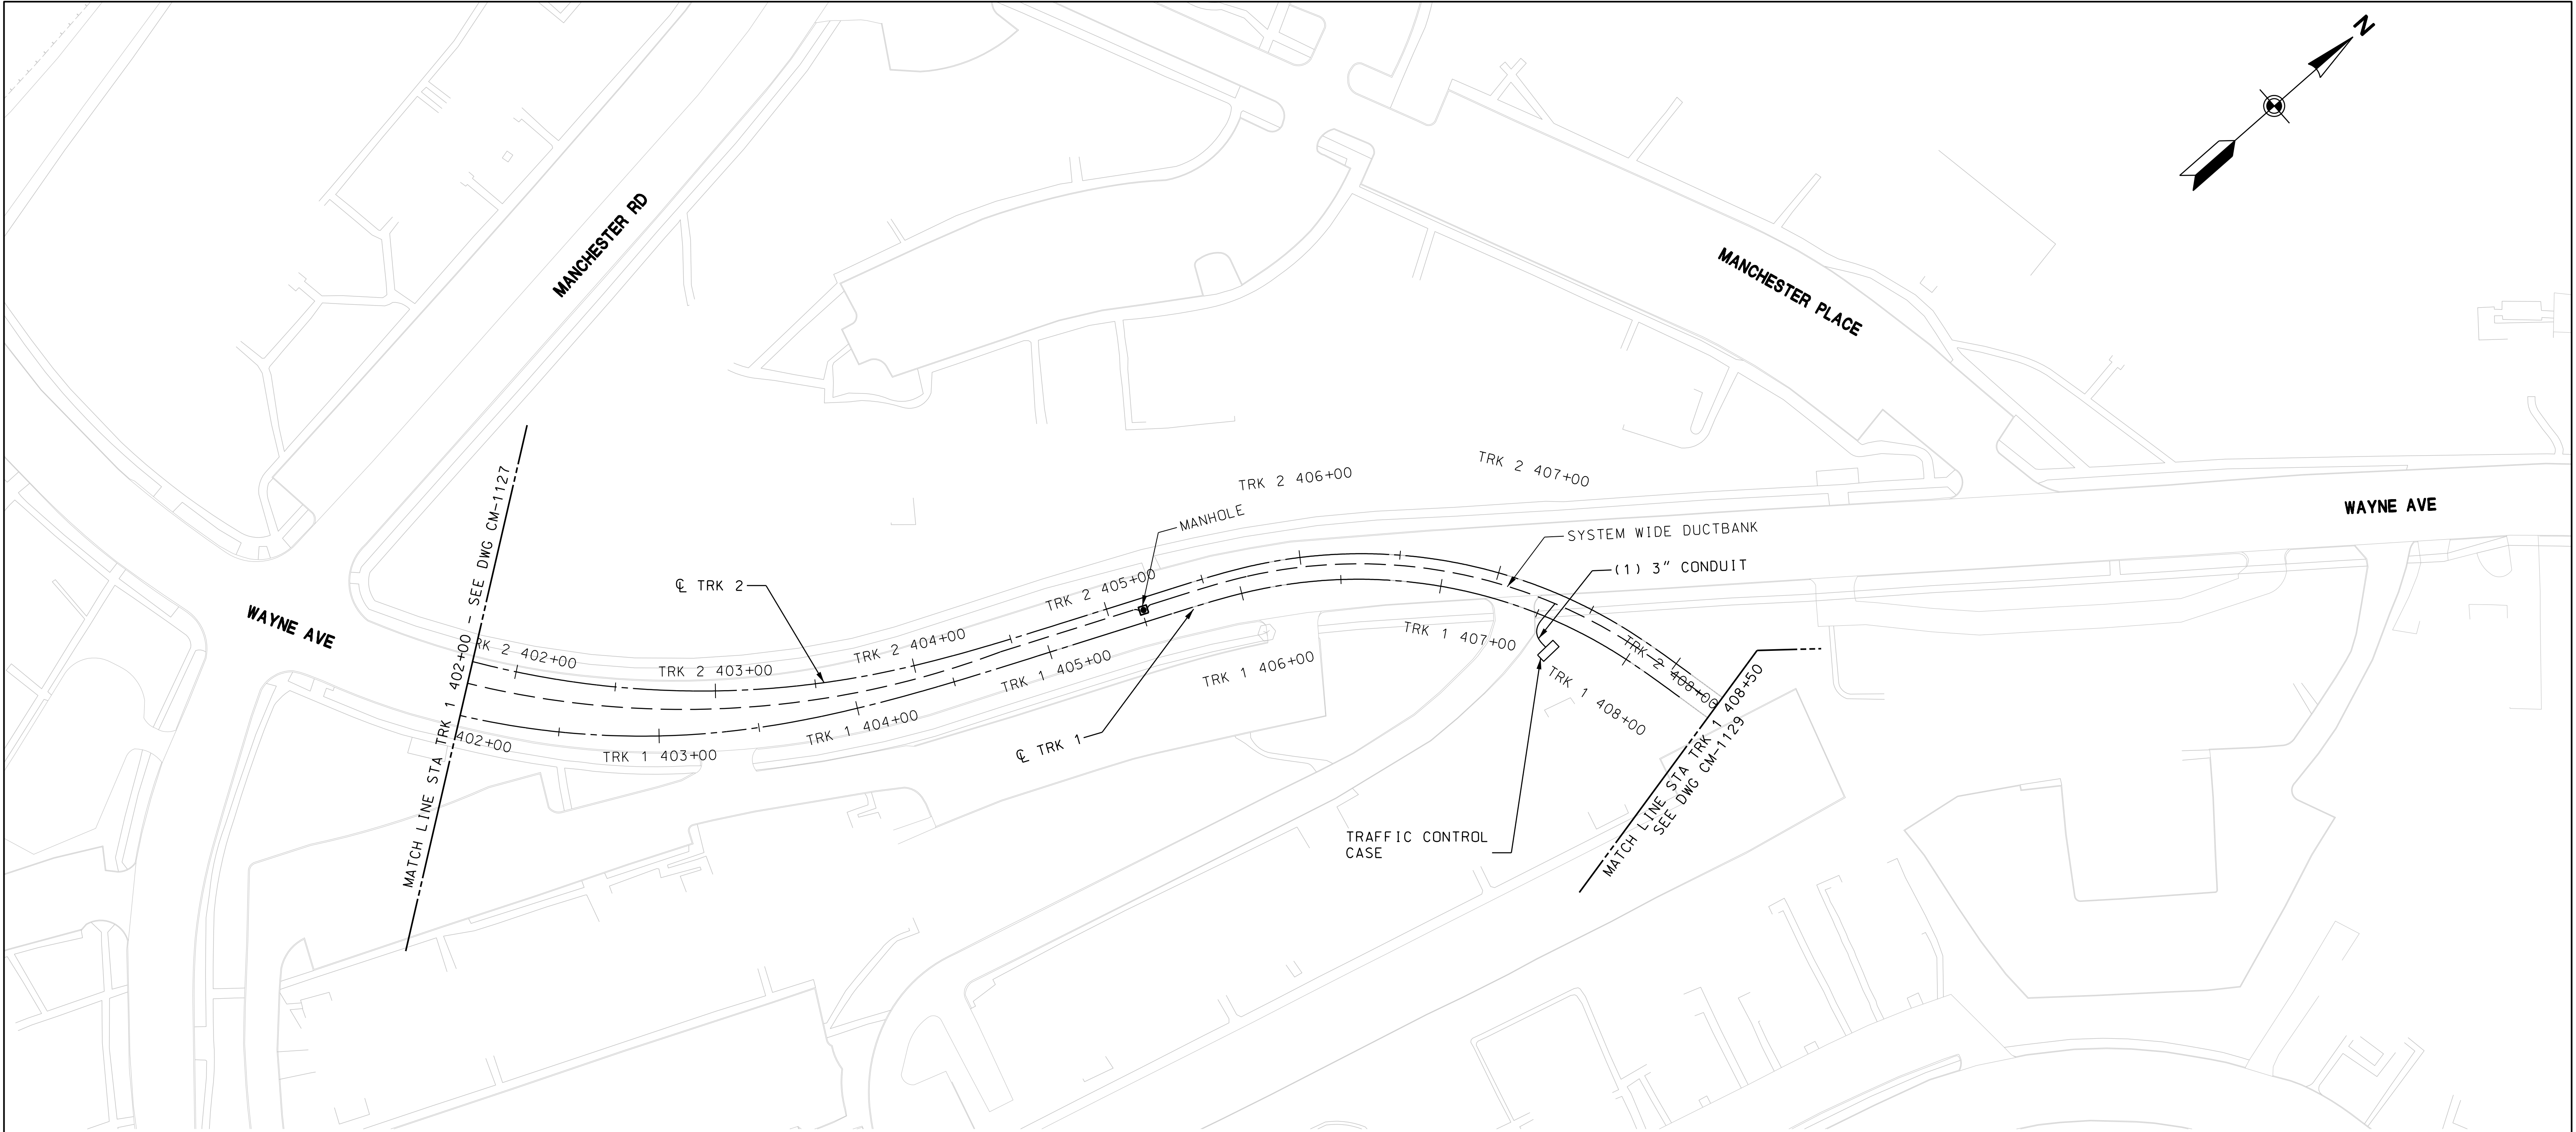 N
MANCHESTER RD
MANCHESTER PLACE
TRK 2 406+00
TRK 2 407+00
WAYNE AVE
MANHOLE
SYSTEM WIDE DUCTBANK
(1) 3" CONDUIT
℄ TRK 2
TRK 2 405+00
WAYNE AVE
MATCH LINE STA TRK 1 402+00 - SEE DWG CM-1127
RK 2 402+00
TRK 2 403+00
TRK 2 404+00
TRK 1 405+00
TRK 1 406+00
TRK 1 407+00
TRK 2 408+00
TRK 1 408+00
402+00
TRK 1 403+00
TRK 1 404+00
℄ TRK 1
MATCH LINE STA TRK 1 408+50
SEE DWG CM-1129
TRAFFIC CONTROL
CASE